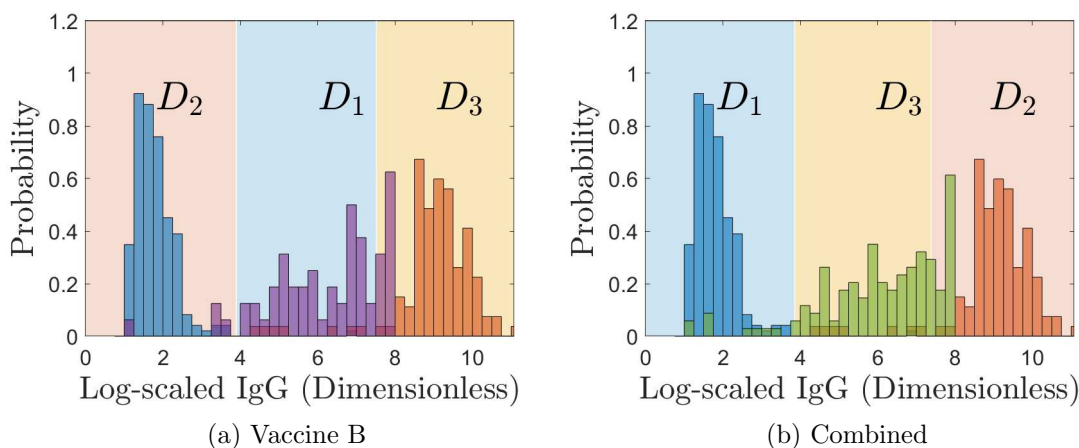 1.2
1
0.8
0.6
0.4
0.2
0
Probability
D2
D1
D3
0 2 4 6 8 10
Log-scaled IgG (Dimensionless)
(a) Vaccine B
1.2
1
0.8
0.6
0.4
0.2
0
Probability
D1
D3
D2
0 2 4 6 8 10
Log-scaled IgG (Dimensionless)
(b) Combined